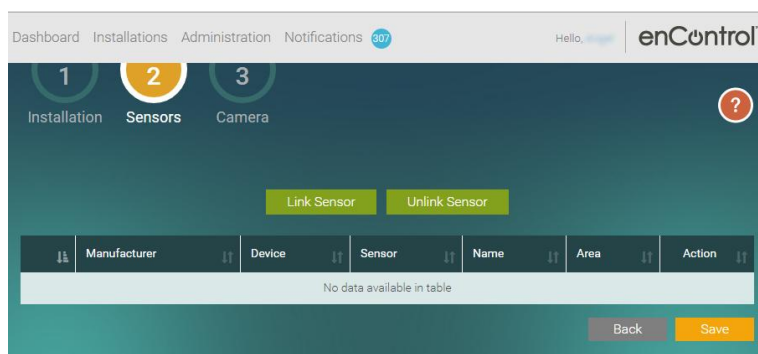 Dashboard Installations Administration Notifications 307 Hello, enControl
1 2 3
Installation Sensors Camera
?
Link Sensor Unlink Sensor
Manufacturer Device Sensor Name Area Action
No data available in table
Back Save